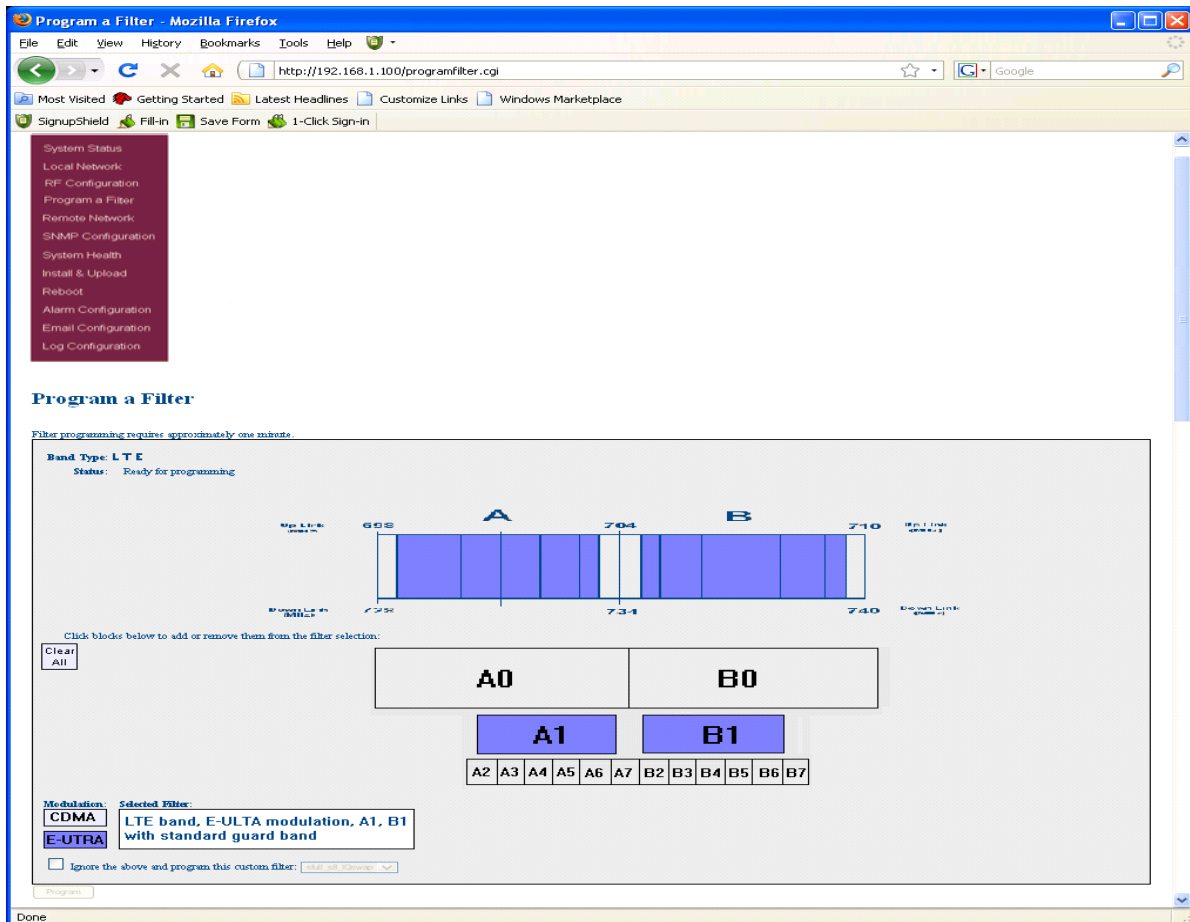 Program a Filter - Mozilla Firefox
File Edit View History Bookmarks Tools Help
http://192.168.1.100/programfilter.cgi
Google
Most Visited Getting Started Latest Headlines Customize Links Windows Marketplace
SignupShield Fill-in Save Form 1-Click Sign-in
System Status
Local Network
RF Configuration
Program a Filter
Remote Network
SNMP Configuration
System Health
Install & Upload
Reboot
Alarm Configuration
Email Configuration
Log Configuration
Program a Filter
Filter programming requires approximately one minute.
Band Type: L T E
Status: Ready for programming
A B
Up Link 698 704 710 Up Link
Down Link 728 734 740 Down Link
(MHz)
Click blocks below to add or remove them from the filter selection:
Clear
All
A0 B0
A1 B1
A2 A3 A4 A5 A6 A7 B2 B3 B4 B5 B6 B7
Modulation: Selected Filter:
CDMA
E-UTRA
LTE band, E-ULTA modulation, A1, B1
with standard guard band
Ignore the above and program this custom filter:
Program
Done